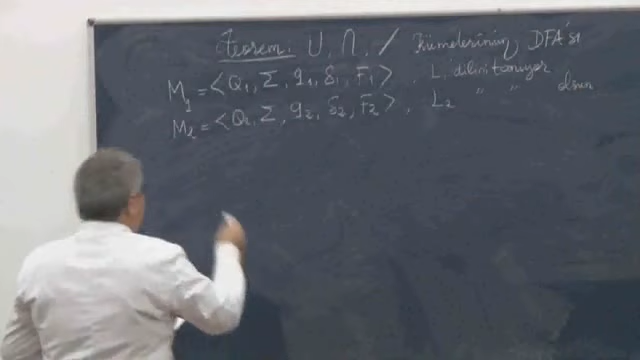 Teorem: U, ∩, / Kümelerinin DFA'sı
M₁ = <Q₁, Σ, q₁, δ₁, F₁>, L₁ dilini tanıyor
M₂ = <Q₂, Σ, q₂, δ₂, F₂>, L₂ " " olsun